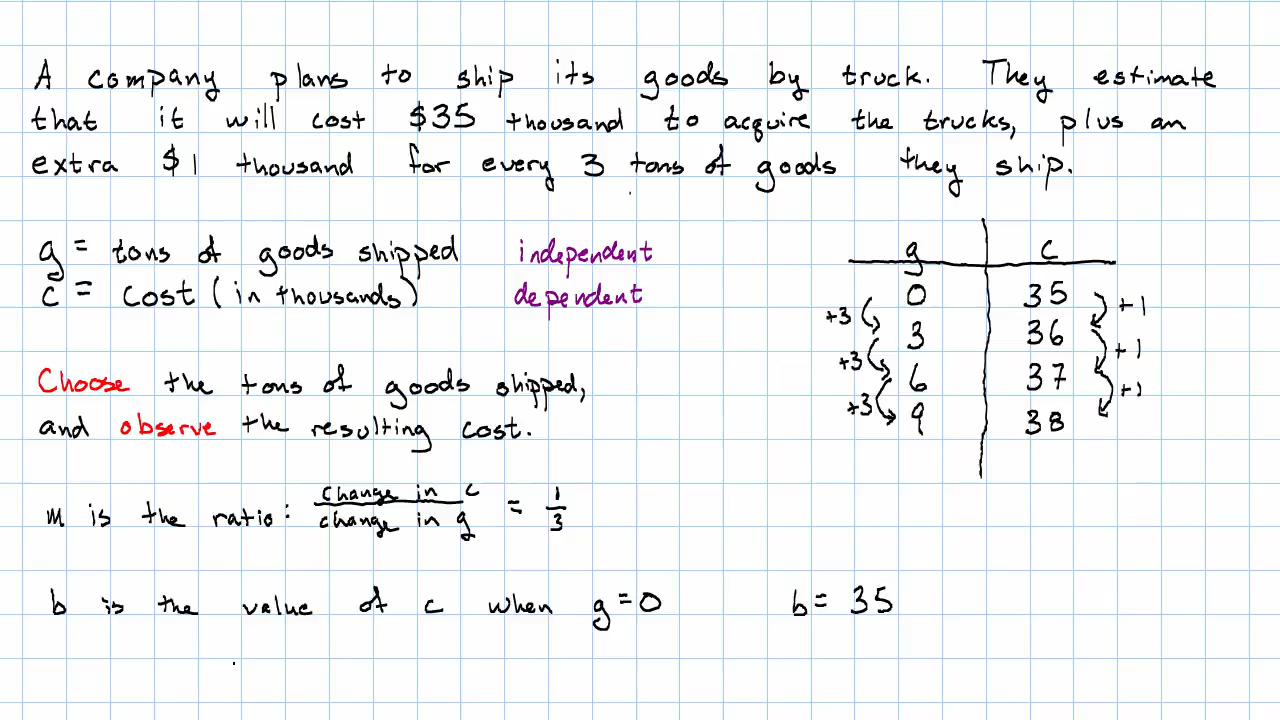 A company plans to ship its goods by truck. They estimate
that it will cost $35 thousand to acquire the trucks, plus an
extra $1 thousand for every 3 tons of goods they ship.
g = tons of goods shipped independent
c = cost (in thousands) dependent
g c
0 35
+3 +1
3 36
+3 +1
6 37
+3 +1
9 38
Choose the tons of goods shipped,
and observe the resulting cost.
m is the ratio: change in c / change in g = 1/3
b is the value of c when g=0 b= 35